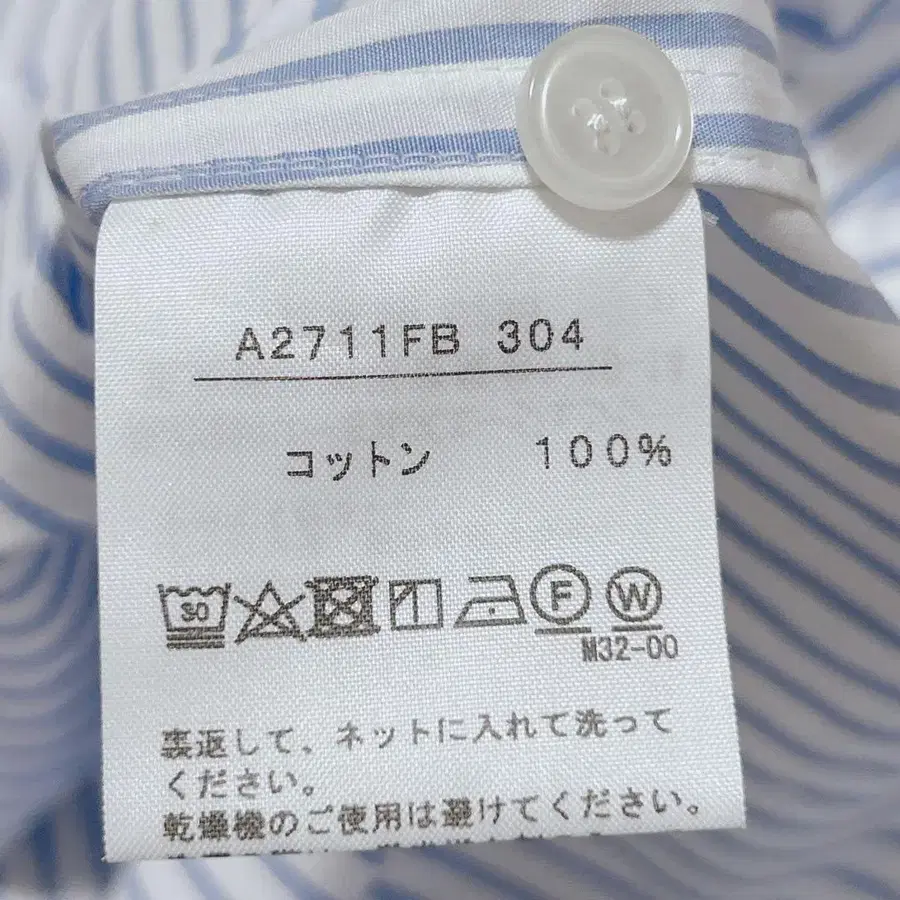 A2711FB 304
コットン 100%
30
F W
M32-00
裏返して、ネットに入れて洗って
ください。
乾燥機のご使用は避けてください。